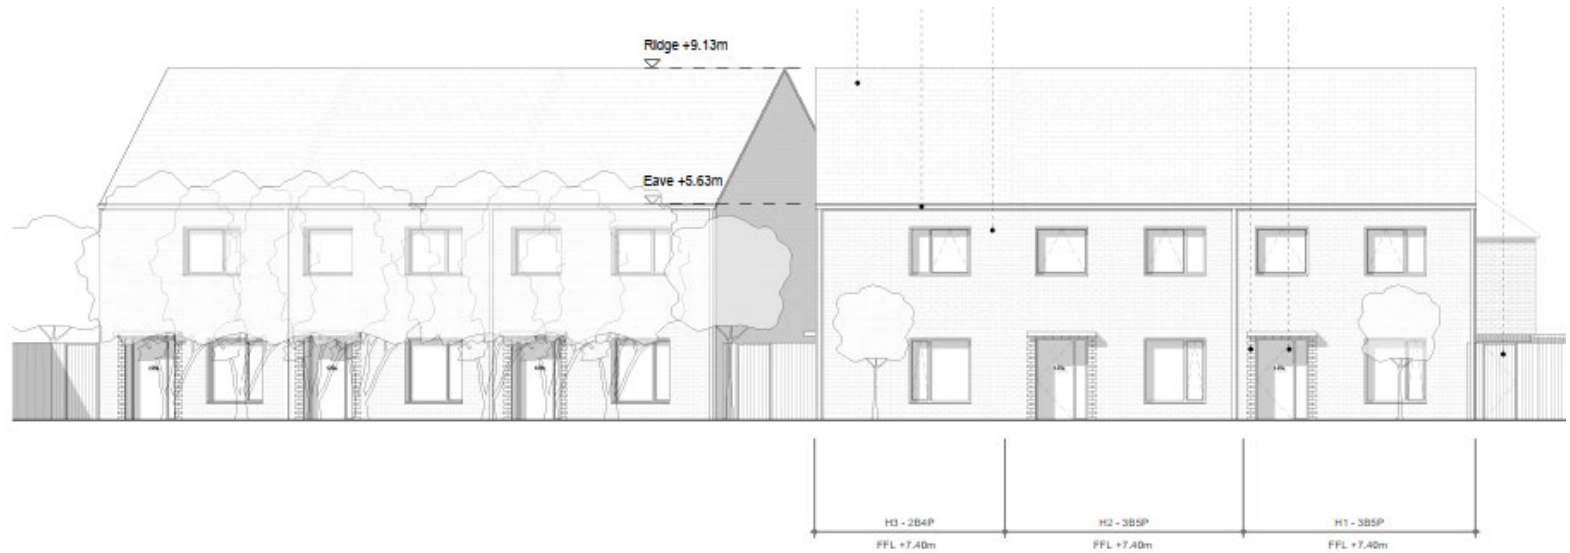 Ridge +9.13m
Eave +5.63m
H3 - 2B4P
H2 - 3B5P
H1 - 3B5P
FFL +7.40m
FFL +7.40m
FFL +7.40m